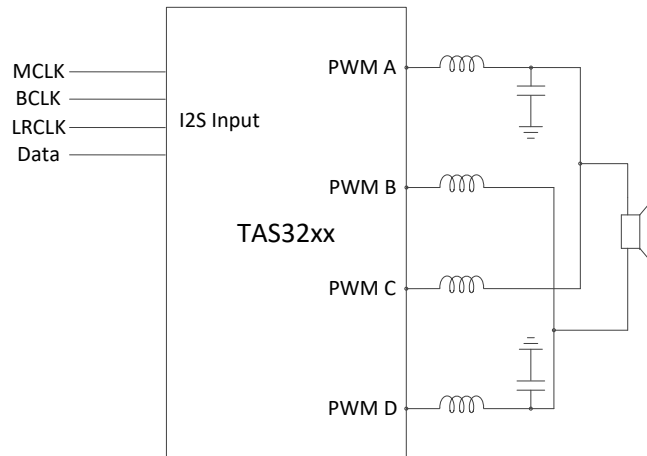 MCLK
BCLK
LRCLK
Data
I2S Input
TAS32xx
PWM A
PWM B
PWM C
PWM D